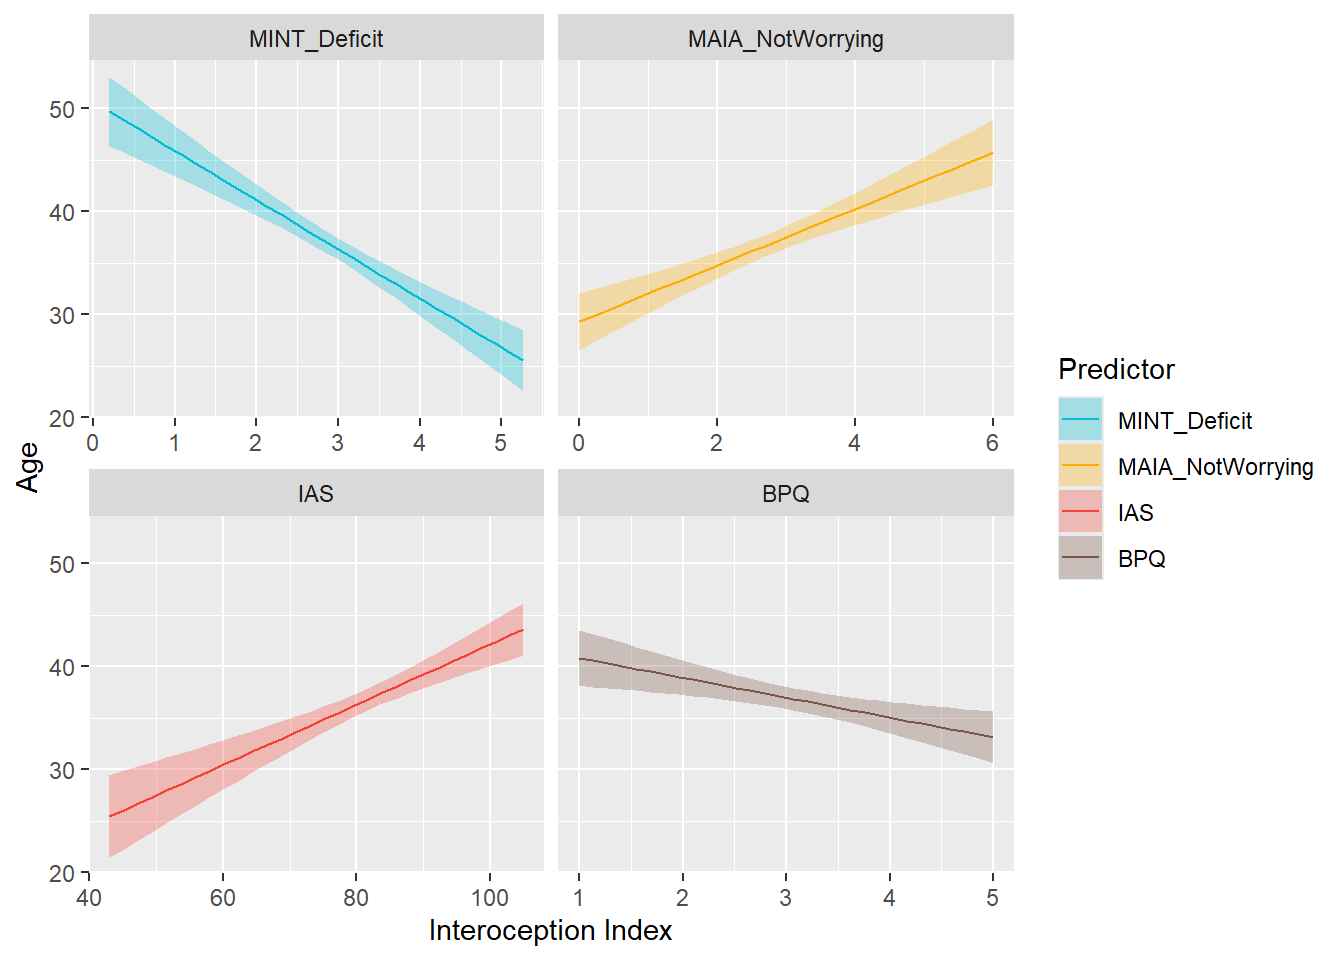 MINT_Deficit
MAIA_NotWorrying
50
40
30
20
0 1 2 3 4 5
0 2 4 6
Age
IAS
BPQ
50
40
30
20
40 60 80 100
1 2 3 4 5
Interoception Index
Predictor
MINT_Deficit
MAIA_NotWorrying
IAS
BPQ